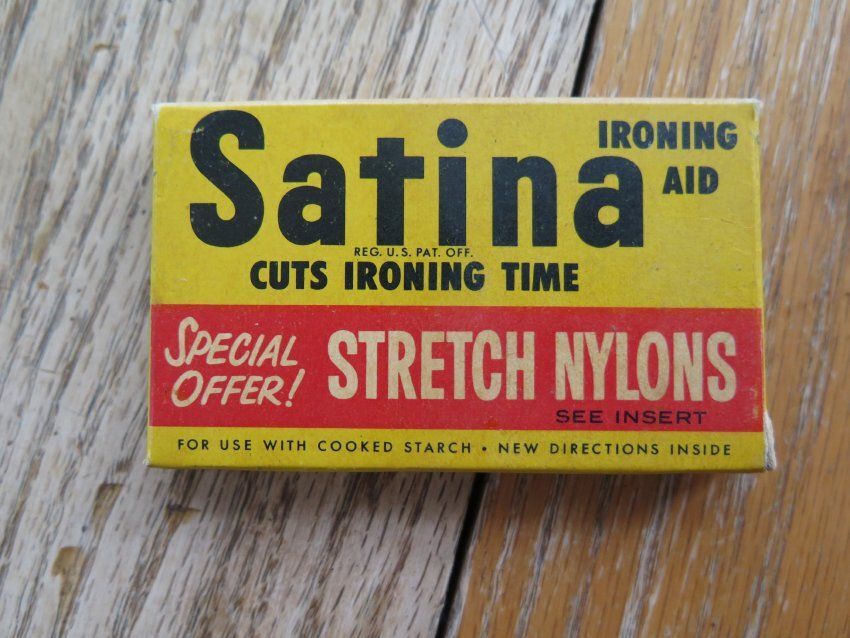 Satina IRONING AID
REG. U.S. PAT. OFF.
CUTS IRONING TIME
SPECIAL OFFER! STRETCH NYLONS
SEE INSERT
FOR USE WITH COOKED STARCH • NEW DIRECTIONS INSIDE